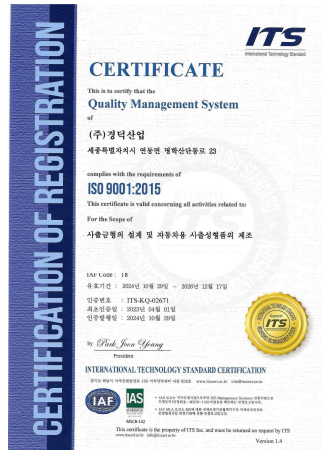 CERTIFICATION OF REGISTRATION
ITS
International Technology Standard
CERTIFICATE
This is to certify that the
Quality Management System
of
(주)경덕산업
세종특별자치시 연동면 명학산단동로 23
complies with the requirements of
ISO 9001:2015
This certificate is valid concerning all activities related to:
For the Scope of
사출금형의 설계 및 자동차용 사출성형품의 제조
IAF Code : 18
유효기간 : 2024년 10월 29일 ~ 2026년 12월 17일
인증번호 : ITS-KQ-02671
최초인증일 : 2023년 04월 01일
인증발행일 : 2024년 10월 29일
ITS
by Park Joon Young
President
INTERNATIONAL TECHNOLOGY STANDARD CERTIFICATION
IAF
IAS
MSCB-142
This certificate is the property of ITS Inc. and must be returned on request by ITS
Version 1.4